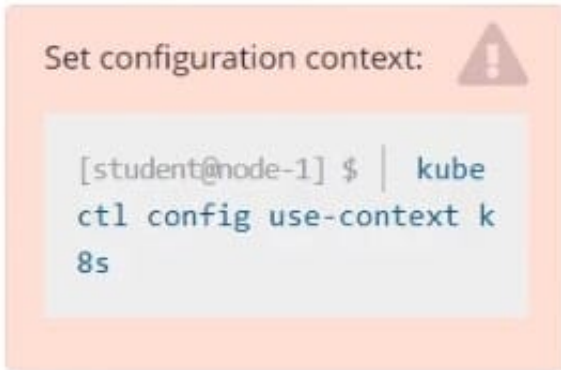 Set configuration context:
[student@node-1] $ | kube
ctl config use-context k
8s